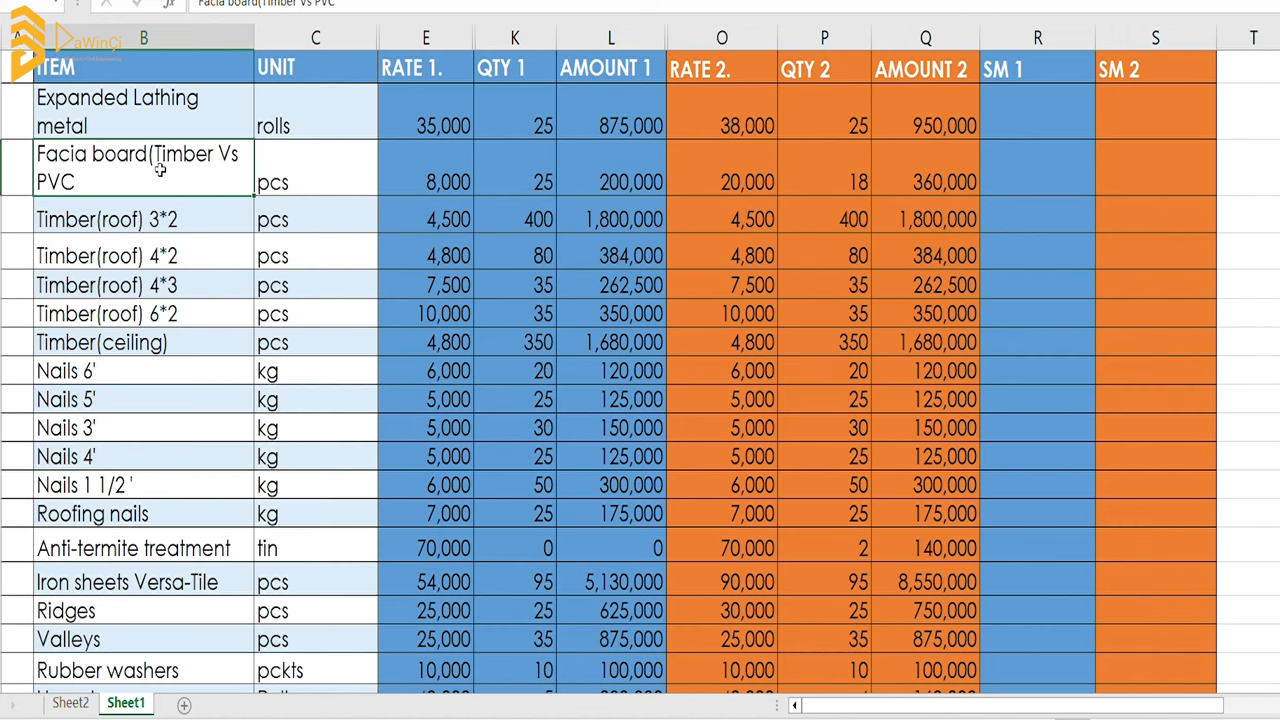 Facia board(Timber Vs PVC
DaWinCi
B C E K L O P Q R S T
ITEM UNIT RATE 1. QTY 1 AMOUNT 1 RATE 2. QTY 2 AMOUNT 2 SM 1 SM 2
Expanded Lathing
metal rolls 35,000 25 875,000 38,000 25 950,000
Facia board(Timber Vs
PVC pcs 8,000 25 200,000 20,000 18 360,000
Timber(roof) 3*2 pcs 4,500 400 1,800,000 4,500 400 1,800,000
Timber(roof) 4*2 pcs 4,800 80 384,000 4,800 80 384,000
Timber(roof) 4*3 pcs 7,500 35 262,500 7,500 35 262,500
Timber(roof) 6*2 pcs 10,000 35 350,000 10,000 35 350,000
Timber(ceiling) pcs 4,800 350 1,680,000 4,800 350 1,680,000
Nails 6' kg 6,000 20 120,000 6,000 20 120,000
Nails 5' kg 5,000 25 125,000 5,000 25 125,000
Nails 3' kg 5,000 30 150,000 5,000 30 150,000
Nails 4' kg 5,000 25 125,000 5,000 25 125,000
Nails 1 1/2 ' kg 6,000 50 300,000 6,000 50 300,000
Roofing nails kg 7,000 25 175,000 7,000 25 175,000
Anti-termite treatment tin 70,000 0 0 70,000 2 140,000
Iron sheets Versa-Tile pcs 54,000 95 5,130,000 90,000 95 8,550,000
Ridges pcs 25,000 25 625,000 30,000 25 750,000
Valleys pcs 25,000 35 875,000 25,000 35 875,000
Rubber washers pckts 10,000 10 100,000 10,000 10 100,000
Sheet2 Sheet1